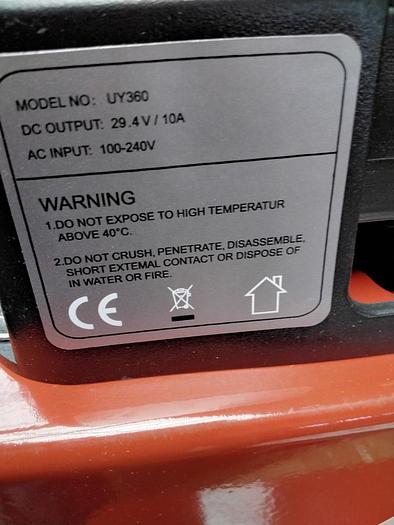 MODEL NO: UY360
DC OUTPUT: 29.4V / 10A
AC INPUT: 100-240V
WARNING
1.DO NOT EXPOSE TO HIGH TEMPERATUR
ABOVE 40°C.
2.DO NOT CRUSH, PENETRATE, DISASSEMBLE,
SHORT EXTEMAL CONTACT OR DISPOSE OF
IN WATER OR FIRE.
CE